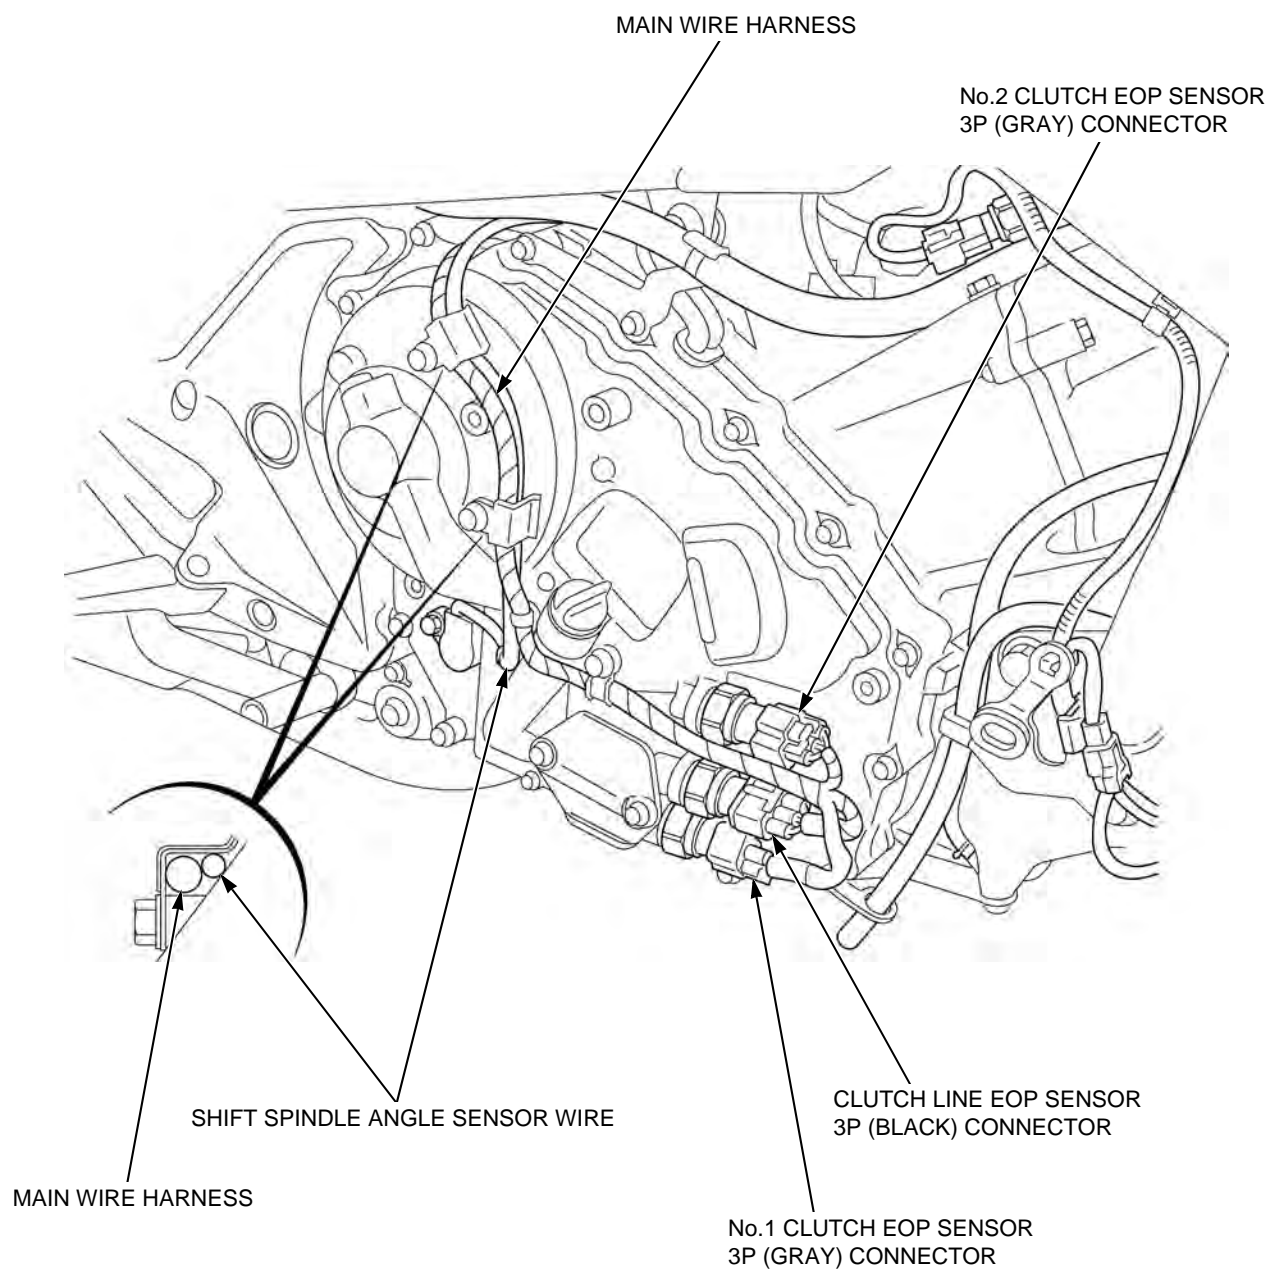 MAIN WIRE HARNESS
No.2 CLUTCH EOP SENSOR
3P (GRAY) CONNECTOR
SHIFT SPINDLE ANGLE SENSOR WIRE
CLUTCH LINE EOP SENSOR
3P (BLACK) CONNECTOR
MAIN WIRE HARNESS
No.1 CLUTCH EOP SENSOR
3P (GRAY) CONNECTOR